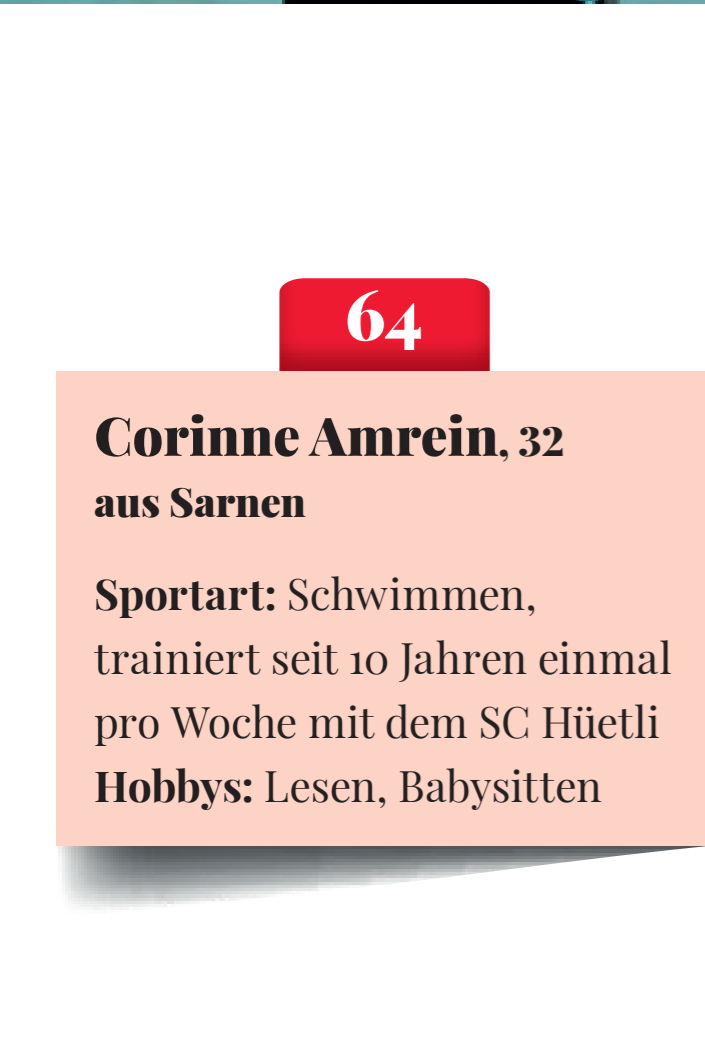 64
Corinne Amrein, 32
aus Sarnen
Sportart: Schwimmen,
trainiert seit 10 Jahren einmal
pro Woche mit dem SC Hüetli
Hobbys: Lesen, Babysitten